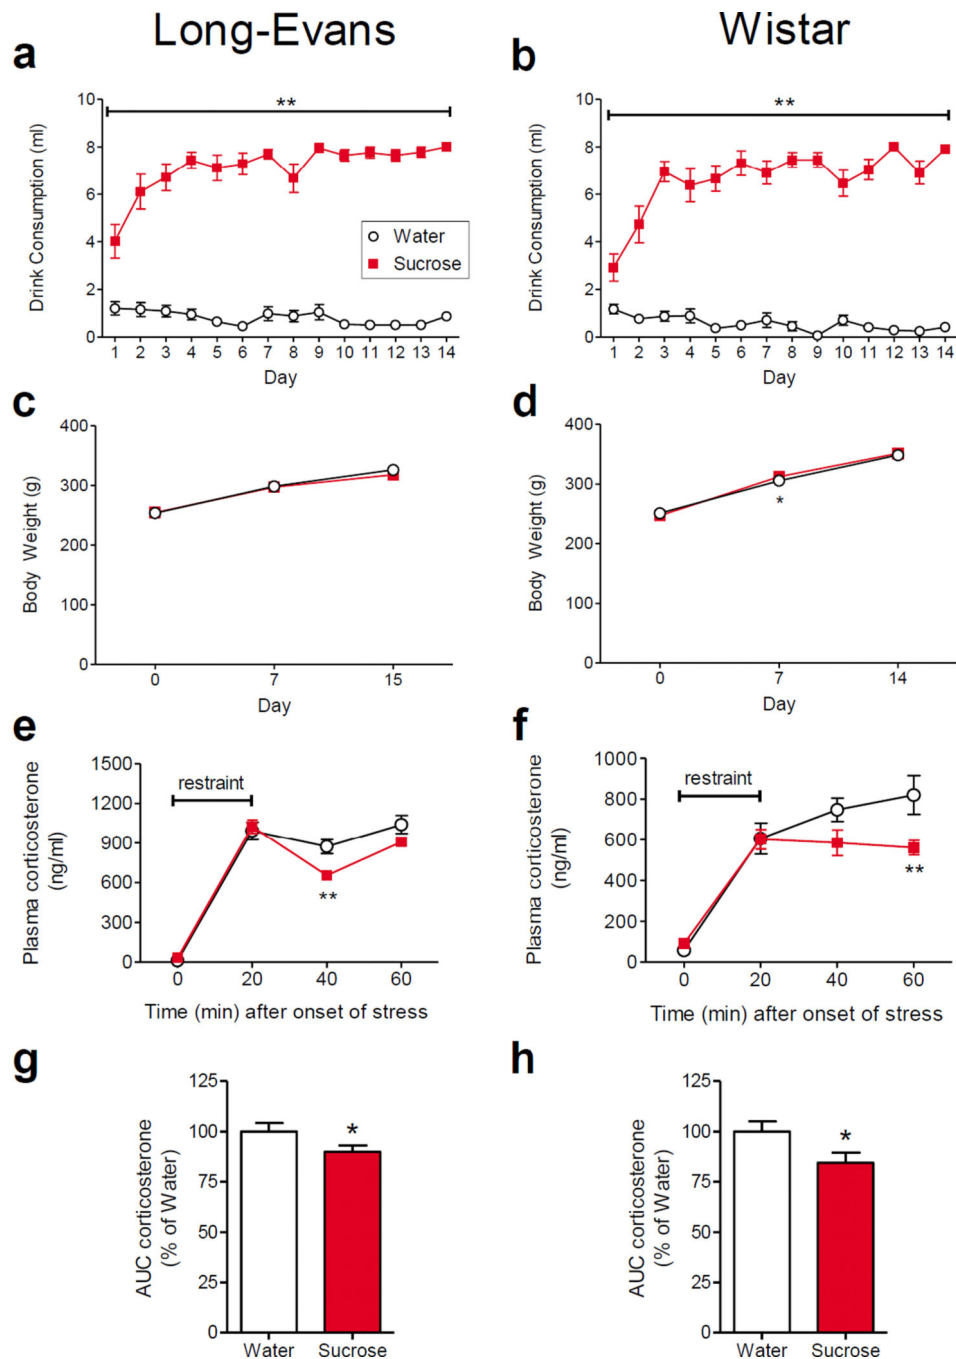 Long-Evans
Wistar
a
**
10
8
6
4
2
0
Drink Consumption (ml)
Water
Sucrose
1 2 3 4 5 6 7 8 9 10 11 12 13 14
Day
b
**
10
8
6
4
2
0
Drink Consumption (ml)
1 2 3 4 5 6 7 8 9 10 11 12 13 14
Day
c
400
300
200
100
0
Body Weight (g)
0 7 15
Day
d
400
300
200
100
0
Body Weight (g)
*
0 7 14
Day
e
1500
1200
900
600
300
0
Plasma corticosterone
(ng/ml)
restraint
**
0 20 40 60
Time (min) after onset of stress
f
1000
800
600
400
200
0
Plasma corticosterone
(ng/ml)
restraint
**
0 20 40 60
Time (min) after onset of stress
g
125
100
75
50
25
0
AUC corticosterone
(% of Water)
*
Water Sucrose
h
125
100
75
50
25
0
AUC corticosterone
(% of Water)
*
Water Sucrose